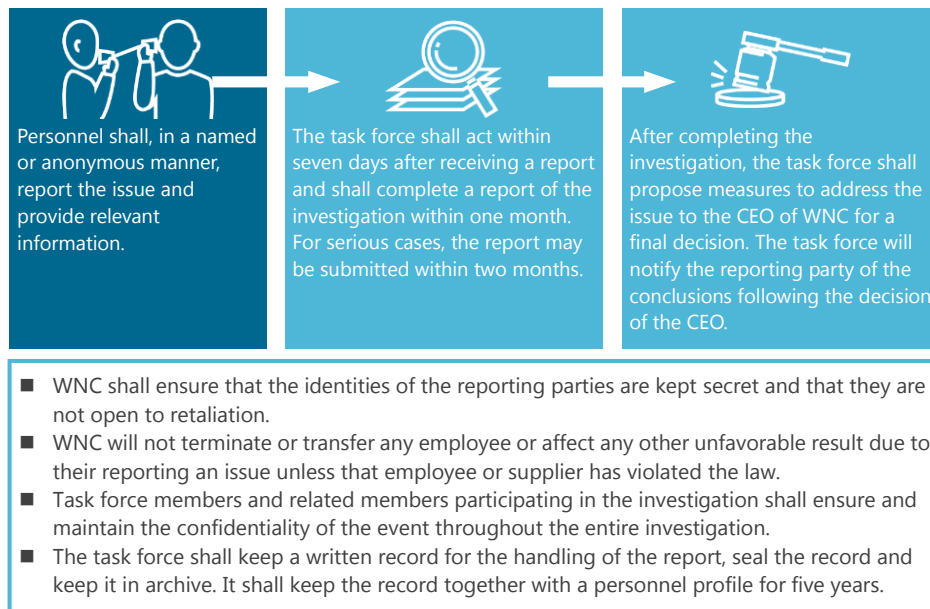 Personnel shall, in a named
or anonymous manner,
report the issue and
provide relevant
information.
The task force shall act within
seven days after receiving a report
and shall complete a report of the
investigation within one month.
For serious cases, the report may
be submitted within two months.
After completing the
investigation, the task force shall
propose measures to address the
issue to the CEO of WNC for a
final decision. The task force will
notify the reporting party of the
conclusions following the decision
of the CEO.
■ WNC shall ensure that the identities of the reporting parties are kept secret and that they are
not open to retaliation.
■ WNC will not terminate or transfer any employee or affect any other unfavorable result due to
their reporting an issue unless that employee or supplier has violated the law.
■ Task force members and related members participating in the investigation shall ensure and
maintain the confidentiality of the event throughout the entire investigation.
■ The task force shall keep a written record for the handling of the report, seal the record and
keep it in archive. It shall keep the record together with a personnel profile for five years.